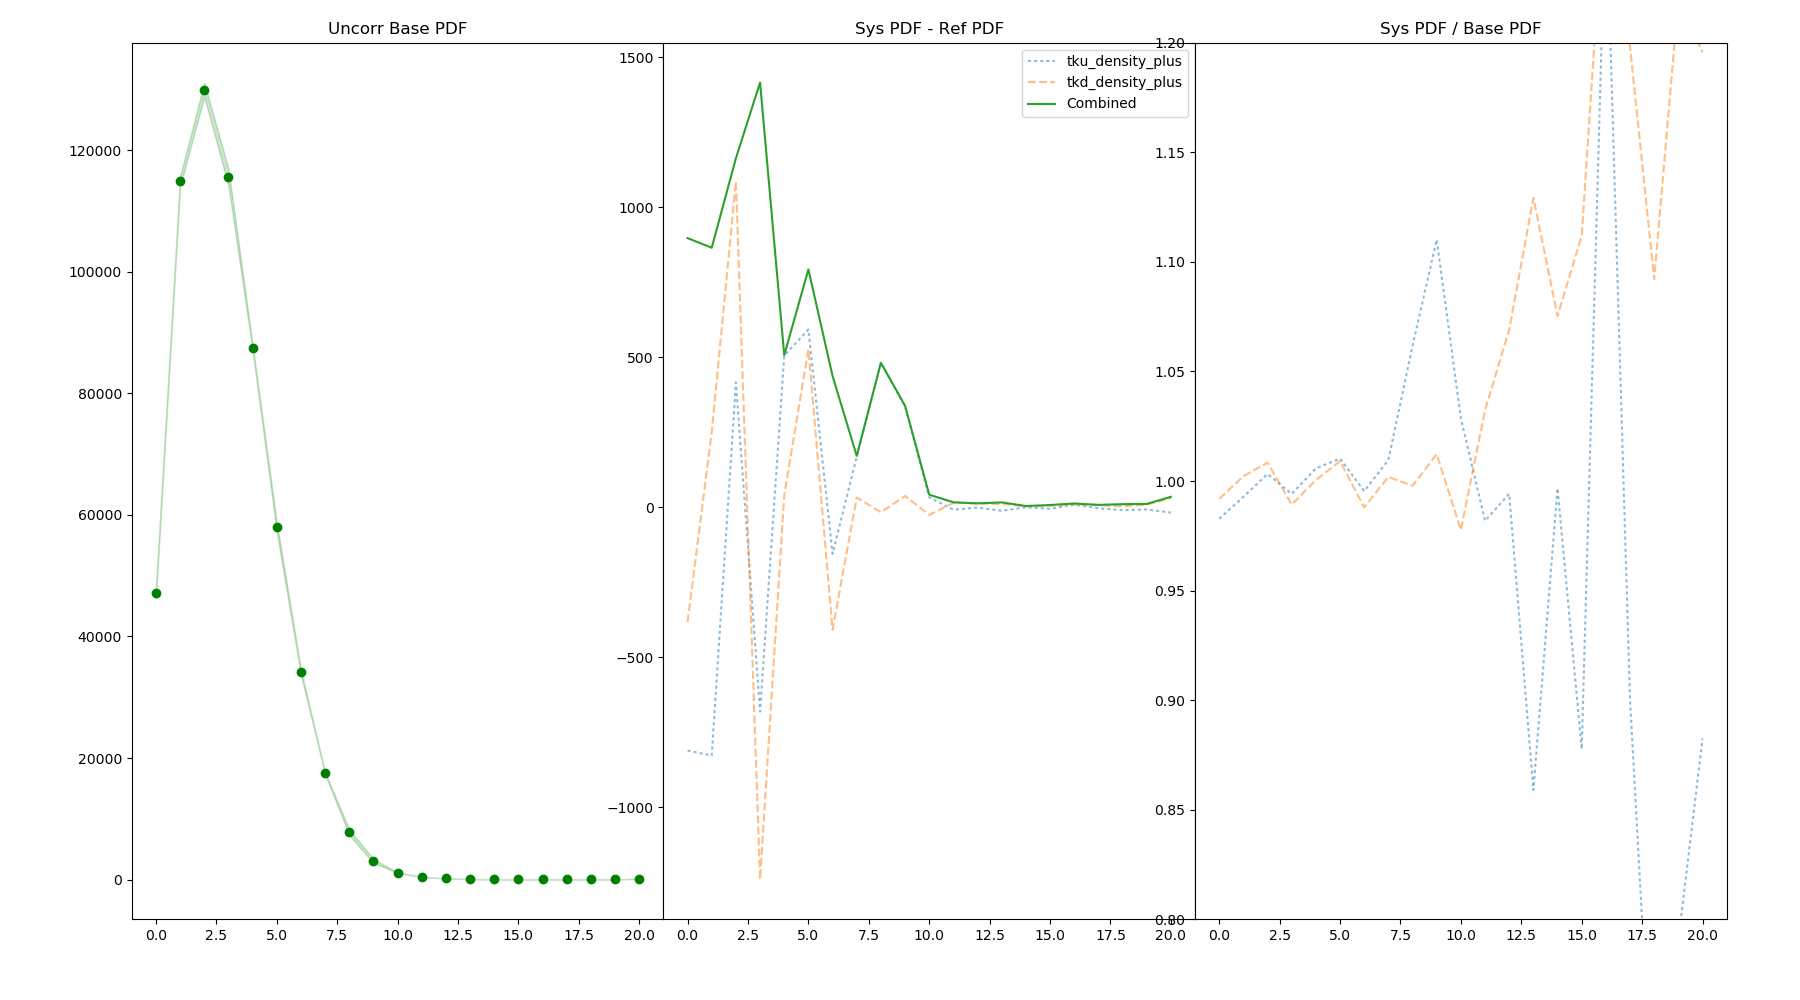 Uncorr Base PDF
Sys PDF - Ref PDF
Sys PDF / Base PDF
120000
100000
80000
60000
40000
20000
0
0.0 2.5 5.0 7.5 10.0 12.5 15.0 17.5 20.0
1500
1000
500
0
−500
−1000
tku_density_plus
tkd_density_plus
Combined
0.0 2.5 5.0 7.5 10.0 12.5 15.0 17.5 20.0
1.20
1.15
1.10
1.05
1.00
0.95
0.90
0.85
0.80
0.0 2.5 5.0 7.5 10.0 12.5 15.0 17.5 20.0